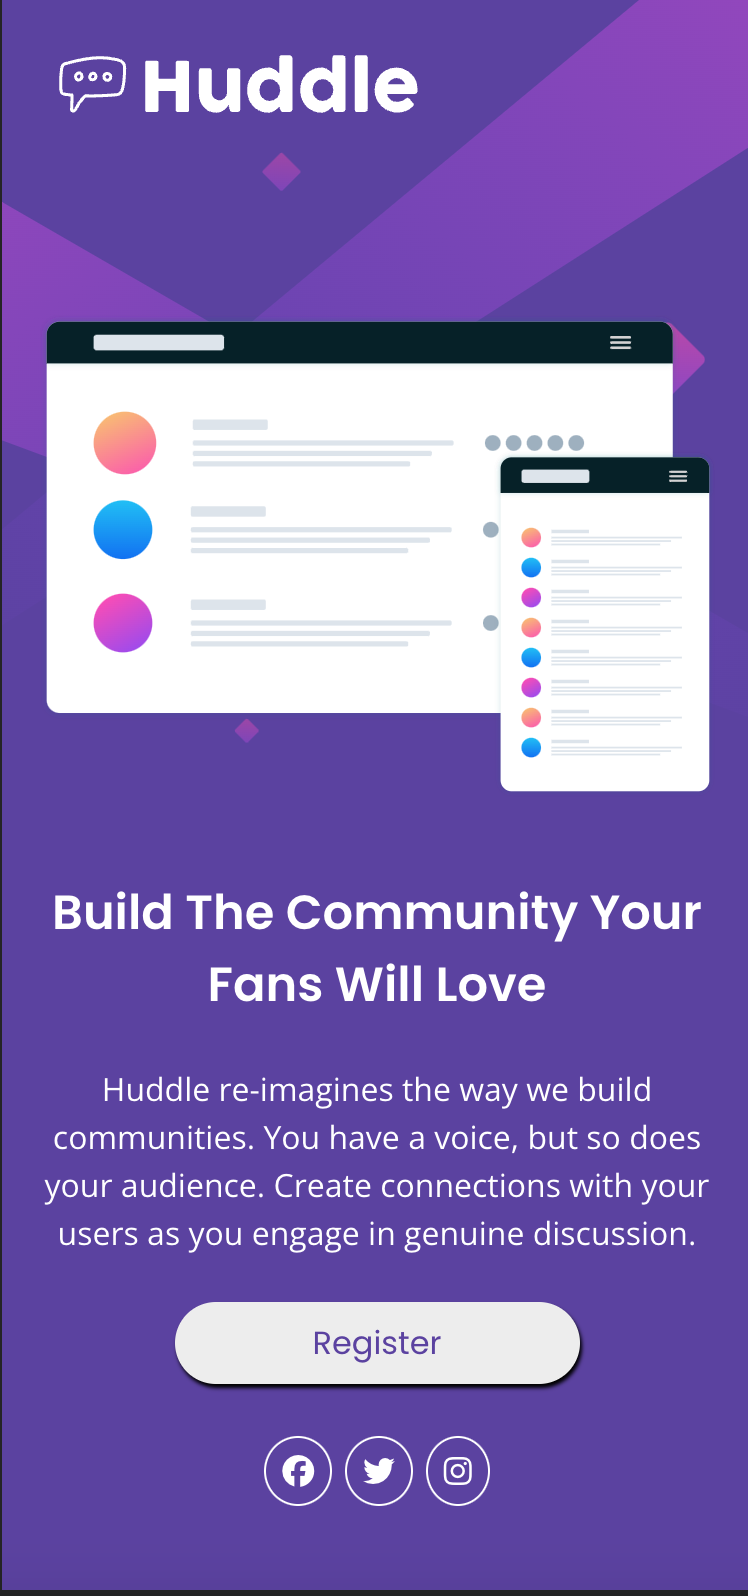 Huddle
Build The Community Your
Fans Will Love
Huddle re-imagines the way we build
communities. You have a voice, but so does
your audience. Create connections with your
users as you engage in genuine discussion.
Register